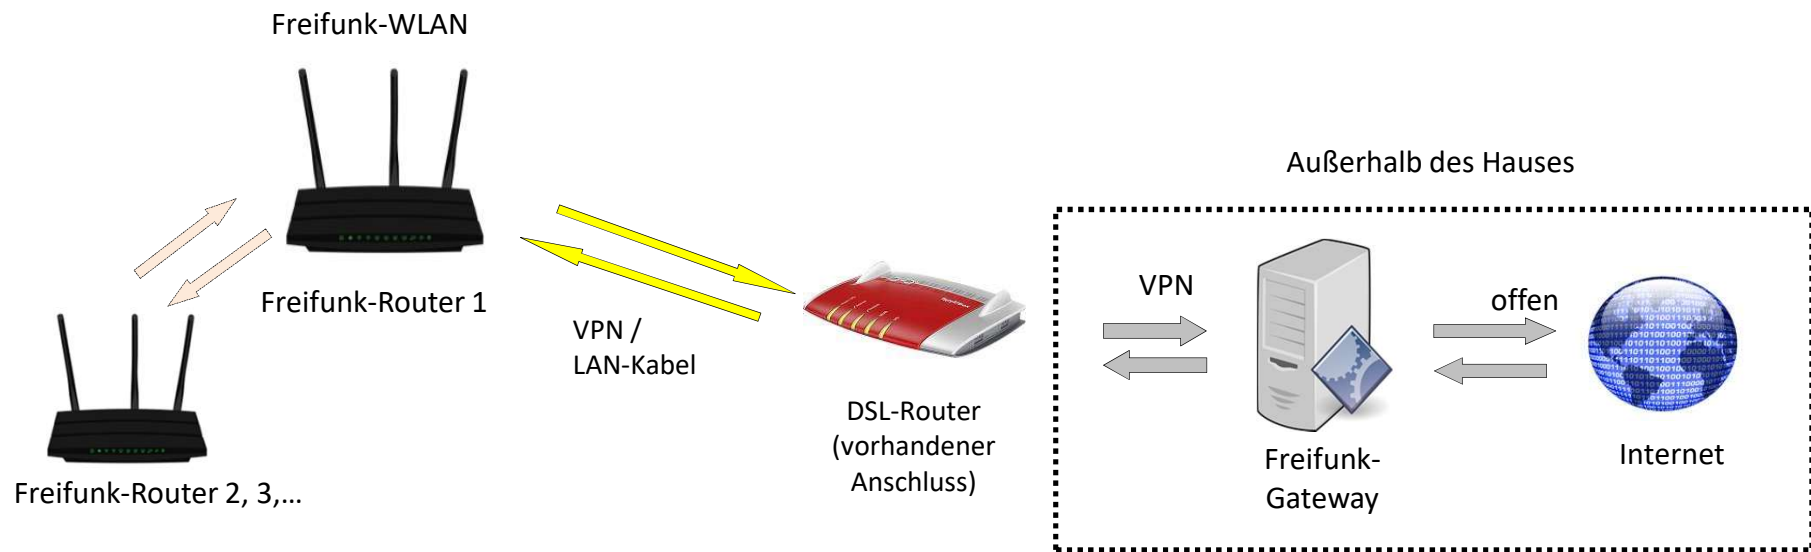 Freifunk-WLAN
Außerhalb des Hauses
Freifunk-Router 1
VPN /
LAN-Kabel
VPN
offen
DSL-Router
(vorhandener
Anschluss)
Freifunk-
Gateway
Internet
Freifunk-Router 2, 3,...